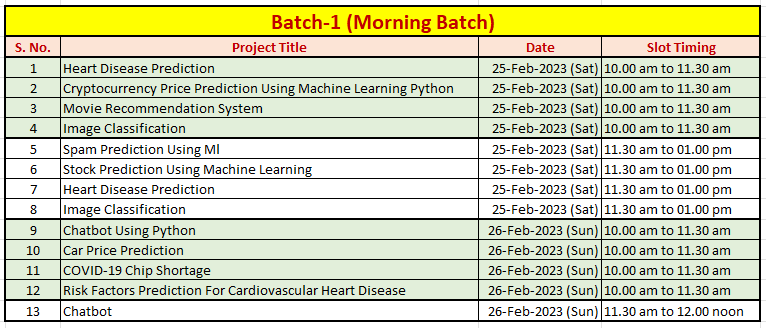 Batch-1 (Morning Batch)
S. No. Project Title Date Slot Timing
1 Heart Disease Prediction 25-Feb-2023 (Sat) 10.00 am to 11.30 am
2 Cryptocurrency Price Prediction Using Machine Learning Python 25-Feb-2023 (Sat) 10.00 am to 11.30 am
3 Movie Recommendation System 25-Feb-2023 (Sat) 10.00 am to 11.30 am
4 Image Classification 25-Feb-2023 (Sat) 10.00 am to 11.30 am
5 Spam Prediction Using Ml 25-Feb-2023 (Sat) 11.30 am to 01.00 pm
6 Stock Prediction Using Machine Learning 25-Feb-2023 (Sat) 11.30 am to 01.00 pm
7 Heart Disease Prediction 25-Feb-2023 (Sat) 11.30 am to 01.00 pm
8 Image Classification 25-Feb-2023 (Sat) 11.30 am to 01.00 pm
9 Chatbot Using Python 26-Feb-2023 (Sun) 10.00 am to 11.30 am
10 Car Price Prediction 26-Feb-2023 (Sun) 10.00 am to 11.30 am
11 COVID-19 Chip Shortage 26-Feb-2023 (Sun) 10.00 am to 11.30 am
12 Risk Factors Prediction For Cardiovascular Heart Disease 26-Feb-2023 (Sun) 10.00 am to 11.30 am
13 Chatbot 26-Feb-2023 (Sun) 11.30 am to 12.00 noon